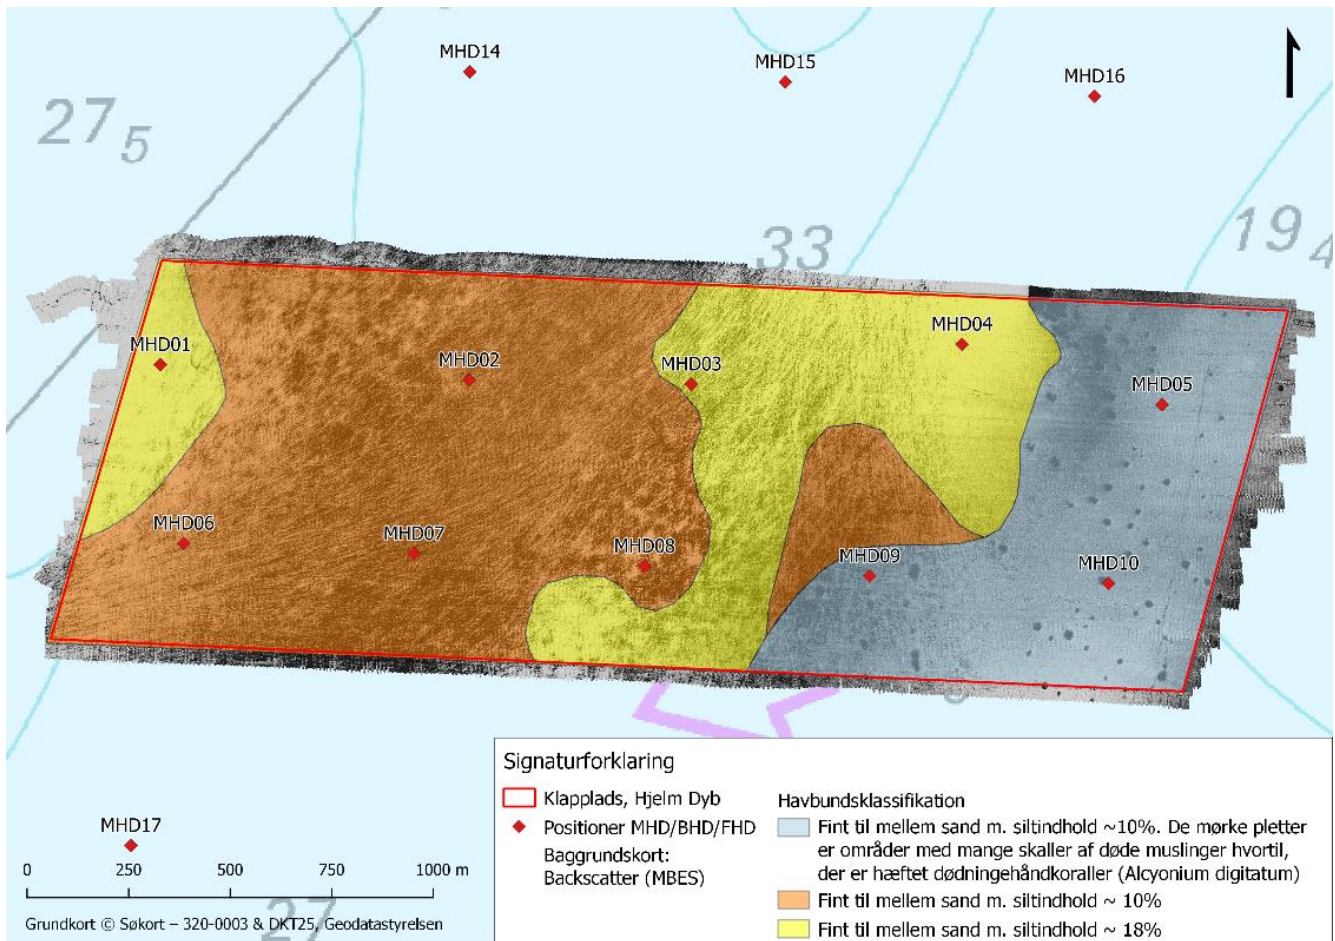 MHD14
MHD15
MHD16
27 5
33
19 4
MHD01
MHD02
MHD03
MHD04
MHD05
MHD06
MHD07
MHD08
MHD09
MHD10
MHD17
0 250 500 750 1000 m
27
Grundkort © Søkort – 320-0003 & DKT25, Geodatastyrelsen
Signaturforklaring
Klapplads, Hjelm Dyb
Positioner MHD/BHD/FHD
Baggrundskort:
Backscatter (MBES)
Havbundsklassifikation
Fint til mellem sand m. siltindhold ~10%. De mørke pletter
er områder med mange skaller af døde muslinger hvortil,
der er hæftet dødningehåndkoraller (Alcyonium digitatum)
Fint til mellem sand m. siltindhold ~ 10%
Fint til mellem sand m. siltindhold ~ 18%